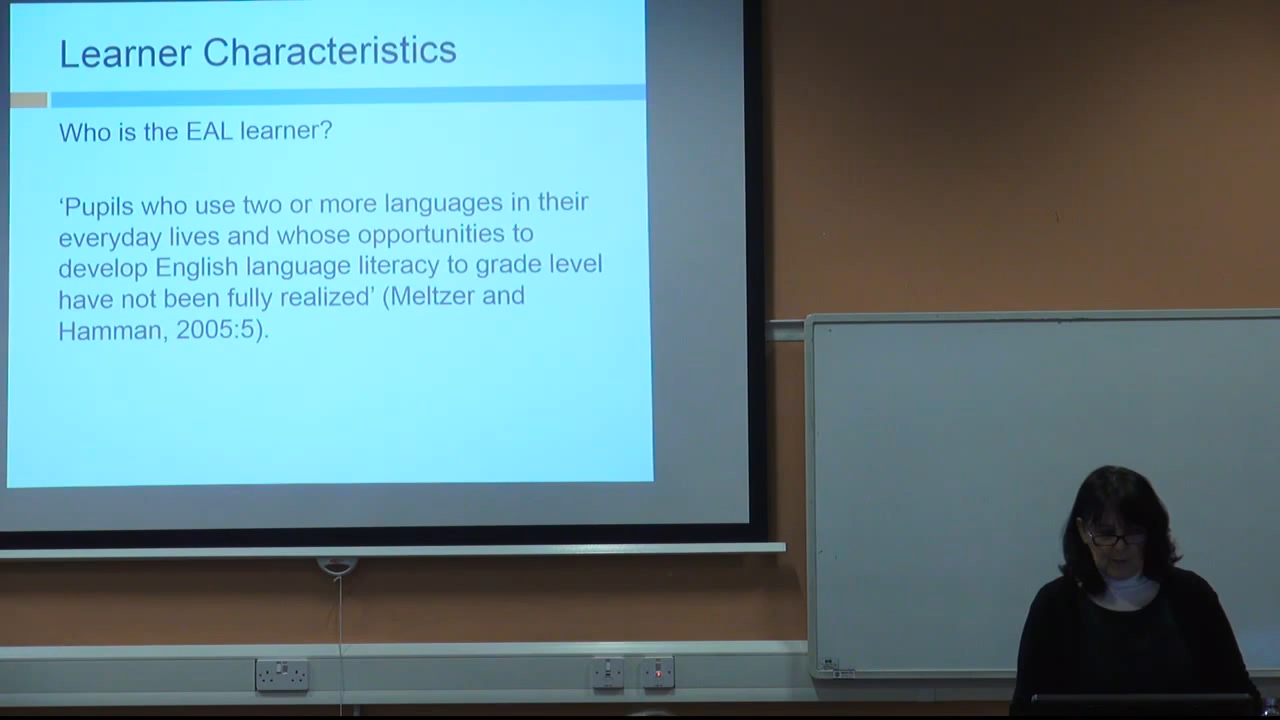 Learner Characteristics
Who is the EAL learner?
‘Pupils who use two or more languages in their
everyday lives and whose opportunities to
develop English language literacy to grade level
have not been fully realized’ (Meltzer and
Hamman, 2005:5).